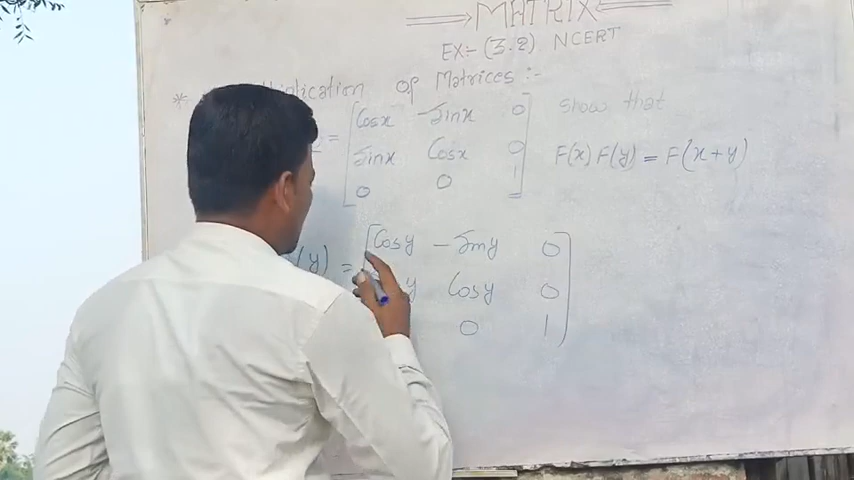 MATRIX
EX:- (3.2) NCERT
* Of Matrices :-
= [Cosx -Sinx 0 Show that
Sinx Cosx 0 F(x) F(y) = F(x+y)
0 0 1]
(y) = [Cosy -Siny 0
y Cosy 0
0 1]